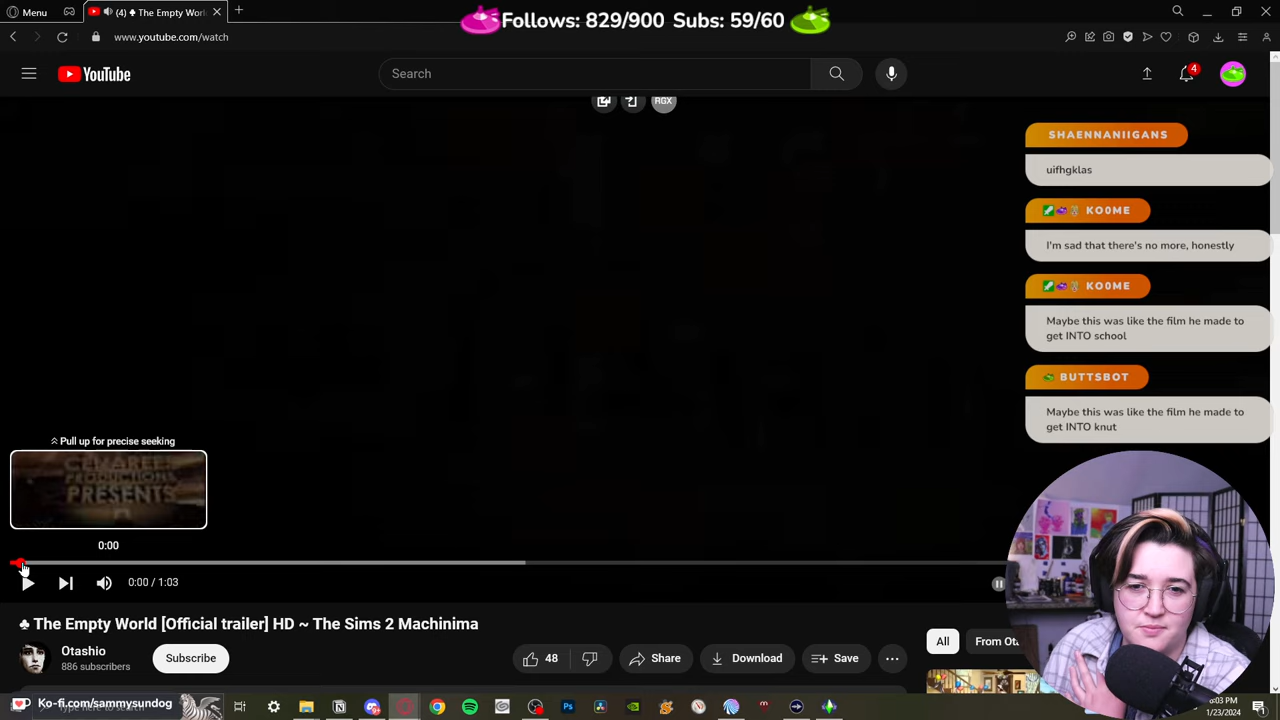 Menu
(4) ♣ The Empty Worl
Follows: 829/900 Subs: 59/60
www.youtube.com/watch
YouTube
Search
4
RGX
SHAENNANIIGANS
uifhgklas
KO0ME
I'm sad that there's no more, honestly
KO0ME
Maybe this was like the film he made to
get INTO school
BUTTSBOT
Maybe this was like the film he made to
get INTO knut
Pull up for precise seeking
PRODUCTIONS
PRESENTS
0:00
0:00 / 1:03
♣ The Empty World [Official trailer] HD ~ The Sims 2 Machinima
Otashio
886 subscribers
Subscribe
48
Share
Download
Save
All
From Ota
Ko-fi.com/sammysundog
:03 PM
1/23/2024